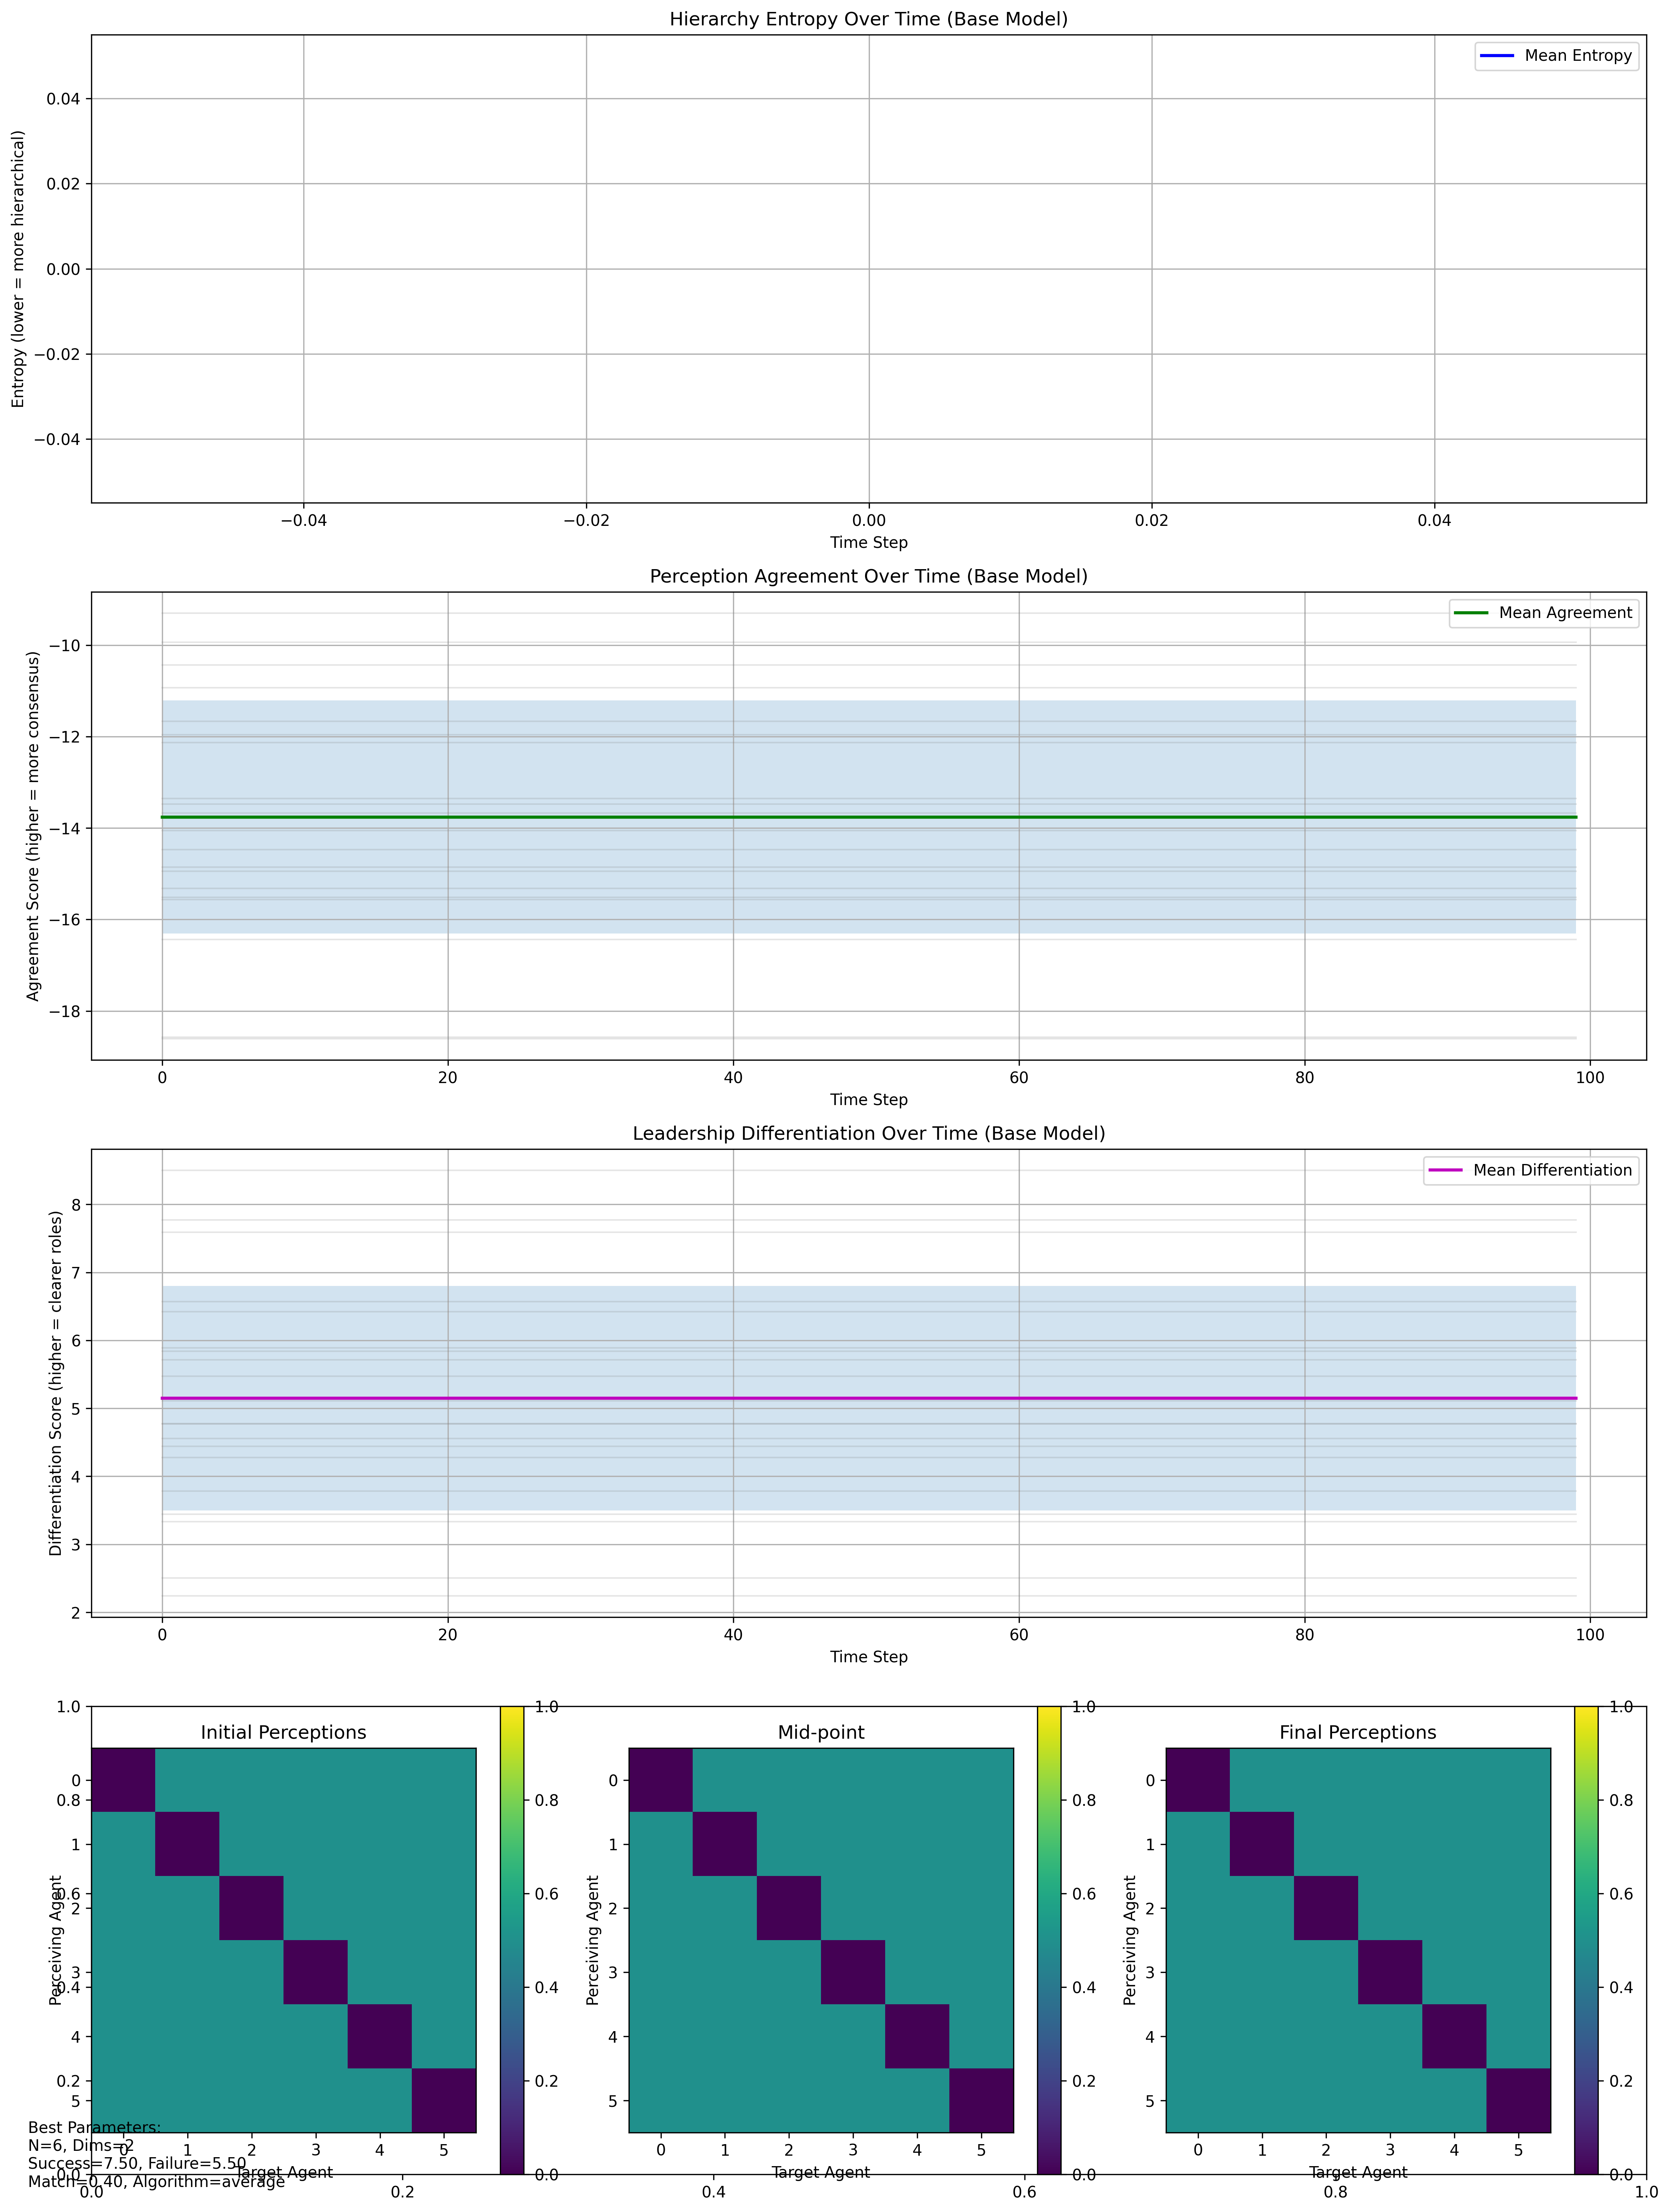 Hierarchy Entropy Over Time (Base Model)
Mean Entropy
Entropy (lower = more hierarchical)
0.04
0.02
0.00
−0.02
−0.04
−0.04 −0.02 0.00 0.02 0.04
Time Step
Perception Agreement Over Time (Base Model)
Mean Agreement
Agreement Score (higher = more consensus)
−10
−12
−14
−16
−18
0 20 40 60 80 100
Time Step
Leadership Differentiation Over Time (Base Model)
Mean Differentiation
Differentiation Score (higher = clearer roles)
8
7
6
5
4
3
2
0 20 40 60 80 100
Time Step
1.0
0.8
0.6
0.4
0.2
0.0
0.0 0.2 0.4 0.6 0.8 1.0
Initial Perceptions
Perceiving Agent
0
1
2
3
4
5
0 1 2 3 4 5
Target Agent
1.0
0.8
0.6
0.4
0.2
0.0
Mid-point
Perceiving Agent
0
1
2
3
4
5
0 1 2 3 4 5
Target Agent
1.0
0.8
0.6
0.4
0.2
0.0
Final Perceptions
Perceiving Agent
0
1
2
3
4
5
0 1 2 3 4 5
Target Agent
1.0
0.8
0.6
0.4
0.2
0.0
Best Parameters:
N=6, Dims=2
Success=7.50, Failure=5.50
Match=0.40, Algorithm=average